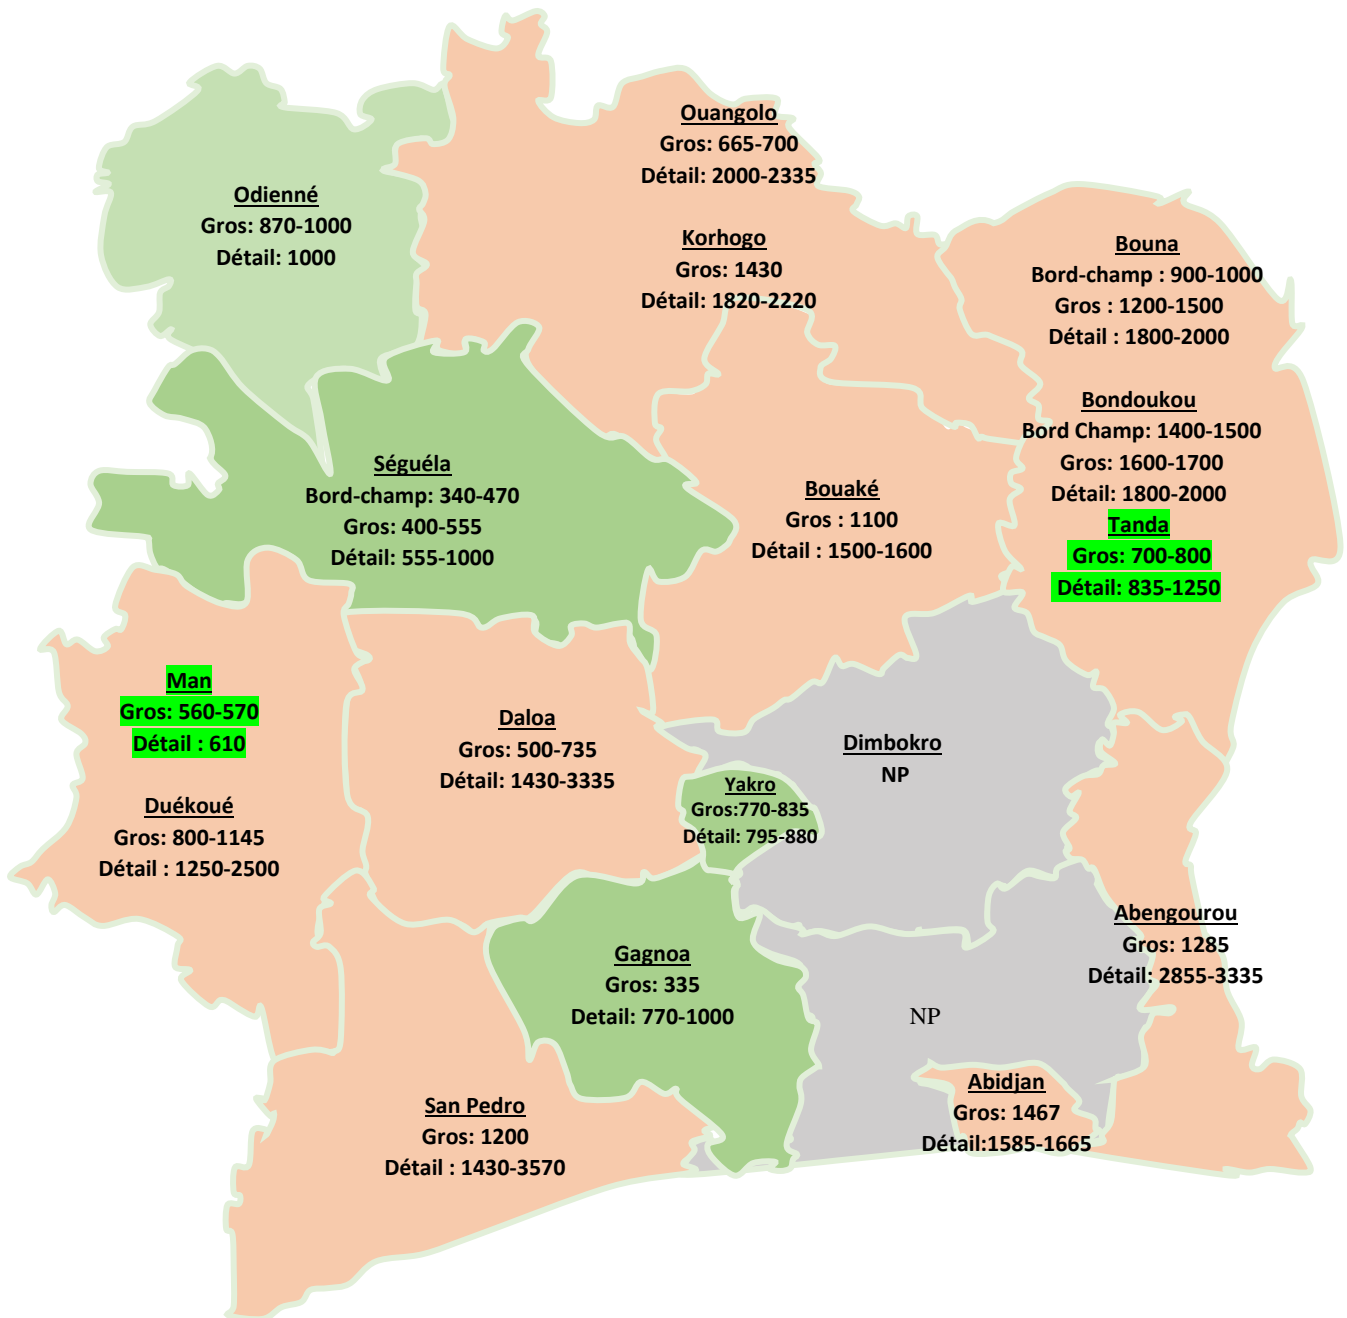 Ouangolo
Gros: 665-700
Détail: 2000-2335
Odienné
Gros: 870-1000
Détail: 1000
Korhogo
Gros: 1430
Détail: 1820-2220
Bouna
Bord-champ : 900-1000
Gros : 1200-1500
Détail : 1800-2000
Bondoukou
Bord Champ: 1400-1500
Gros: 1600-1700
Détail: 1800-2000
Tanda
Gros: 700-800
Détail: 835-1250
Séguéla
Bord-champ: 340-470
Gros: 400-555
Détail: 555-1000
Bouaké
Gros : 1100
Détail : 1500-1600
Man
Gros: 560-570
Détail : 610
Duékoué
Gros: 800-1145
Détail : 1250-2500
Daloa
Gros: 500-735
Détail: 1430-3335
Yakro
Gros:770-835
Détail: 795-880
Dimbokro
NP
Abengourou
Gros: 1285
Détail: 2855-3335
Gagnoa
Gros: 335
Detail: 770-1000
NP
San Pedro
Gros: 1200
Détail : 1430-3570
Abidjan
Gros: 1467
Détail:1585-1665